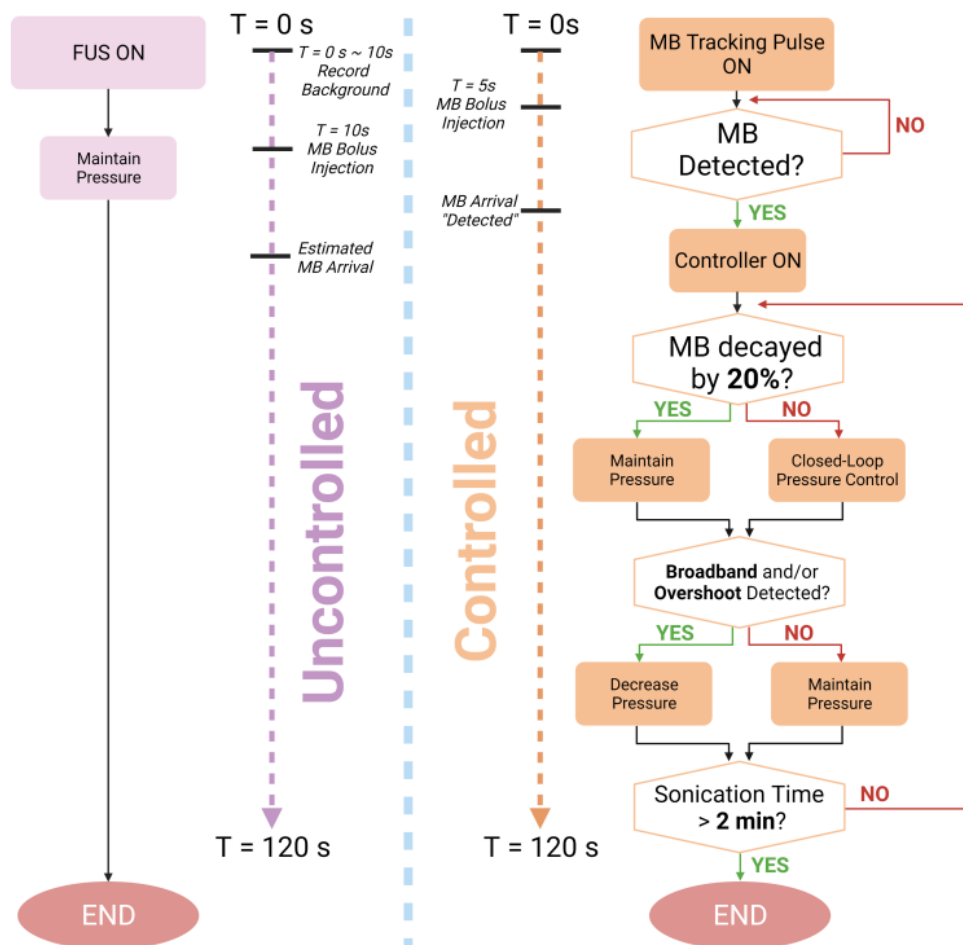 FUS ON
Maintain
Pressure
END
T = 0 s
T = 0 s ~ 10s
Record
Background
T = 10s
MB Bolus
Injection
Estimated
MB Arrival
Uncontrolled
T = 120 s
T = 0s
T = 5s
MB Bolus
Injection
MB Arrival
"Detected"
Controlled
T = 120 s
MB Tracking Pulse
ON
MB
Detected?
NO
YES
Controller ON
MB decayed
by 20%?
YES
NO
Maintain
Pressure
Closed-Loop
Pressure Control
Broadband and/or
Overshoot Detected?
YES
NO
Decrease
Pressure
Maintain
Pressure
Sonication Time
> 2 min?
NO
YES
END